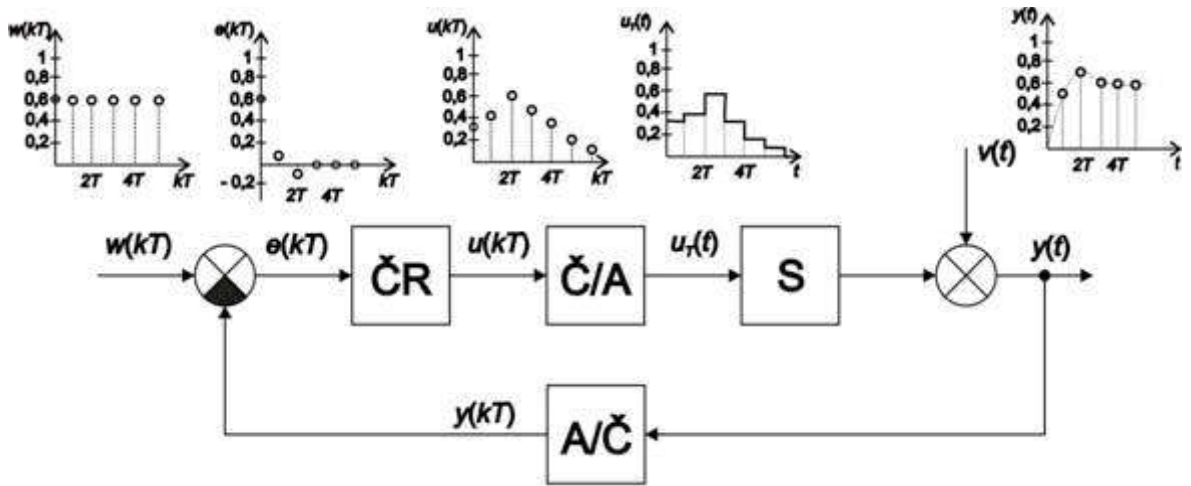 w(kT)
1
0,8
0,6
0,4
0,2
2T 4T kT
e(kT)
1
0,8
0,6
0,4
0,2
- 0,2
2T 4T
kT
u(kT)
1
0,8
0,6
0,4
0,2
2T 4T kT
u_T(t)
1
0,8
0,6
0,4
0,2
2T 4T t
y(t)
1
0,8
0,6
0,4
0,2
2T 4T t
v(t)
w(kT) e(kT) ČR u(kT) Č/A u_T(t) S y(t)
y(kT) A/Č